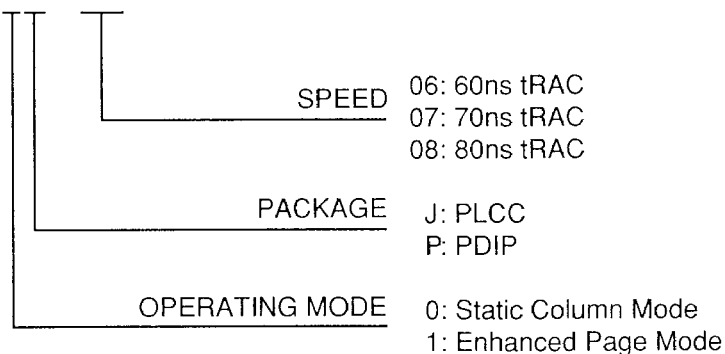 SPEED
06: 60ns tRAC
07: 70ns tRAC
08: 80ns tRAC
PACKAGE
J: PLCC
P: PDIP
OPERATING MODE
0: Static Column Mode
1: Enhanced Page Mode